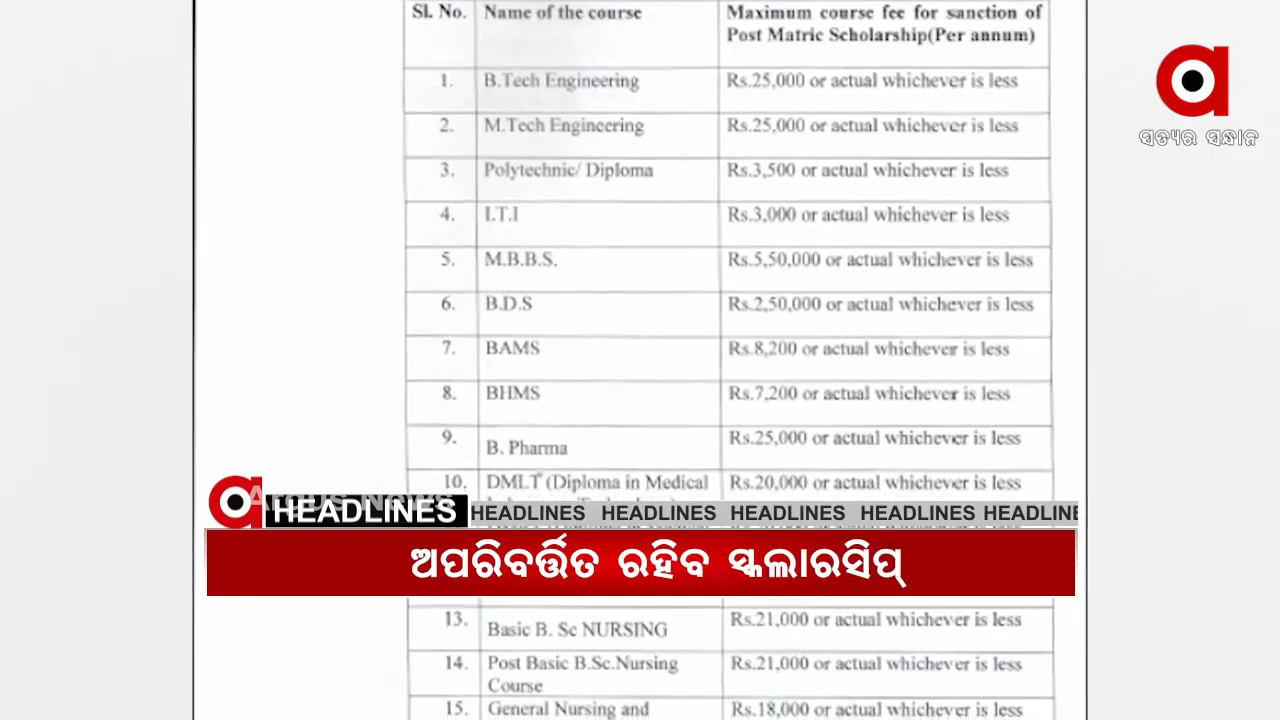 Sl. No. Name of the course Maximum course fee for sanction of
Post Matric Scholarship(Per annum)
1. B.Tech Engineering Rs.25,000 or actual whichever is less
2. M.Tech Engineering Rs.25,000 or actual whichever is less
3. Polytechnic/ Diploma Rs.3,500 or actual whichever is less
4. I.T.I Rs.3,000 or actual whichever is less
5. M.B.B.S. Rs.5,50,000 or actual whichever is less
6. B.D.S Rs.2,50,000 or actual whichever is less
7. BAMS Rs.8,200 or actual whichever is less
8. BHMS Rs.7,200 or actual whichever is less
9. B. Pharma Rs.25,000 or actual whichever is less
10. DMLT (Diploma in Medical Rs.20,000 or actual whichever is less
ସତ୍ୟର ସନ୍ଧାନ
Argus News
HEADLINES HEADLINES HEADLINES HEADLINES HEADLINES HEADLINE
ଅପରିବର୍ତ୍ତିତ ରହିବ ସ୍କଲାରସିପ୍
13. Basic B. Sc NURSING Rs.21,000 or actual whichever is less
14. Post Basic B.Sc.Nursing Rs.21,000 or actual whichever is less
Course
15. General Nursing and Rs.18,000 or actual whichever is less